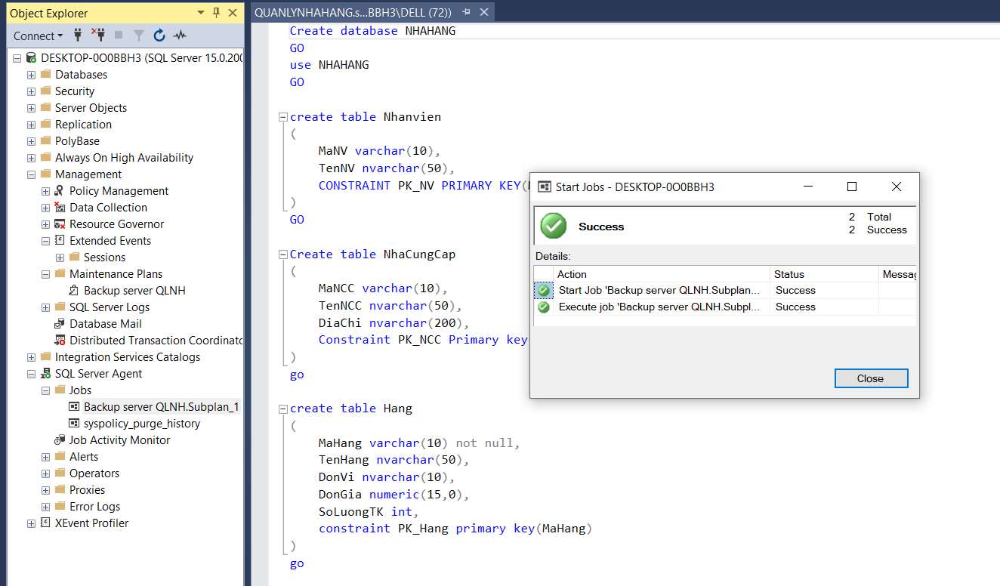 Object Explorer
Connect
DESKTOP-0O0BBH3 (SQL Server 15.0.200
Databases
Security
Server Objects
Replication
PolyBase
Always On High Availability
Management
Policy Management
Data Collection
Resource Governor
Extended Events
Sessions
Maintenance Plans
Backup server QLNH
SQL Server Logs
Database Mail
Distributed Transaction Coordinato
Integration Services Catalogs
SQL Server Agent
Jobs
Backup server QLNH.Subplan_1
syspolicy_purge_history
Job Activity Monitor
Alerts
Operators
Proxies
Error Logs
XEvent Profiler
QUANLYNHAHANG.s...BBH3\DELL (72))
Create database NHAHANG
GO
use NHAHANG
GO
create table Nhanvien
(
MaNV varchar(10),
TenNV nvarchar(50),
CONSTRAINT PK_NV PRIMARY KEY(
)
GO
Create table NhaCungCap
(
MaNCC varchar(10),
TenNCC nvarchar(50),
DiaChi nvarchar(200),
Constraint PK_NCC Primary key
)
go
create table Hang
(
MaHang varchar(10) not null,
TenHang nvarchar(50),
DonVi nvarchar(10),
DonGia numeric(15,0),
SoLuongTK int,
constraint PK_Hang primary key(MaHang)
)
go
Start Jobs - DESKTOP-0O0BBH3
Success
2 Total
2 Success
Details:
Action Status Messag
Start Job 'Backup server QLNH.Subplan... Success
Execute job 'Backup server QLNH.Subpl... Success
Close